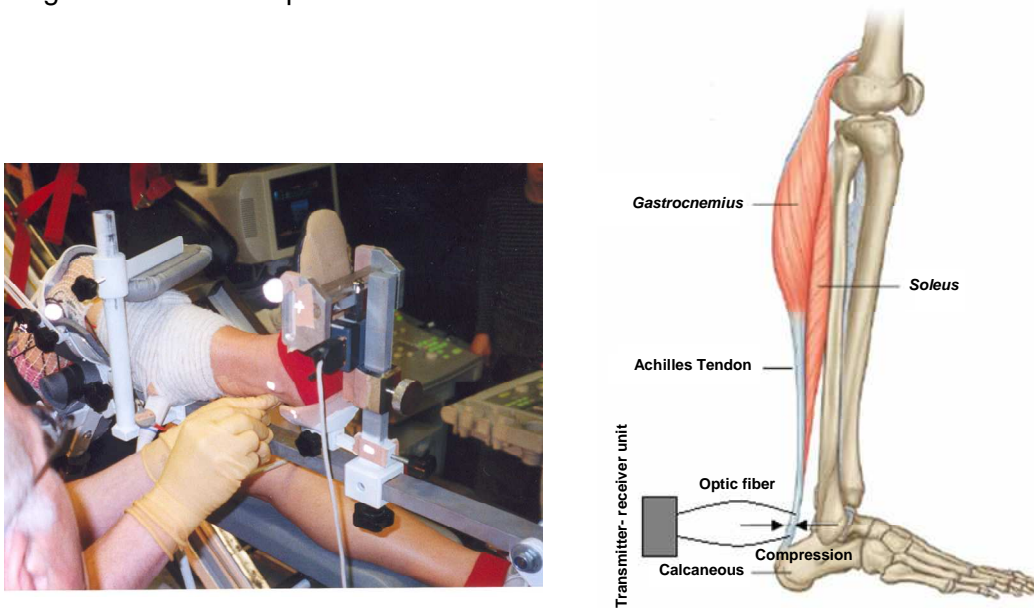 Gastrocnemius
Soleus
Achilles Tendon
Transmitter- receiver unit
Optic fiber
Compression
Calcaneous